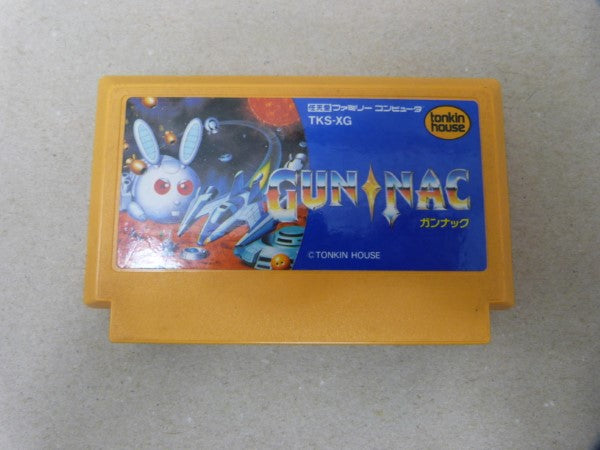 任天堂 ファミリー コンピュータ
TKS-XG
tonkin
house
GUN NAC
ガンナック
© TONKIN HOUSE